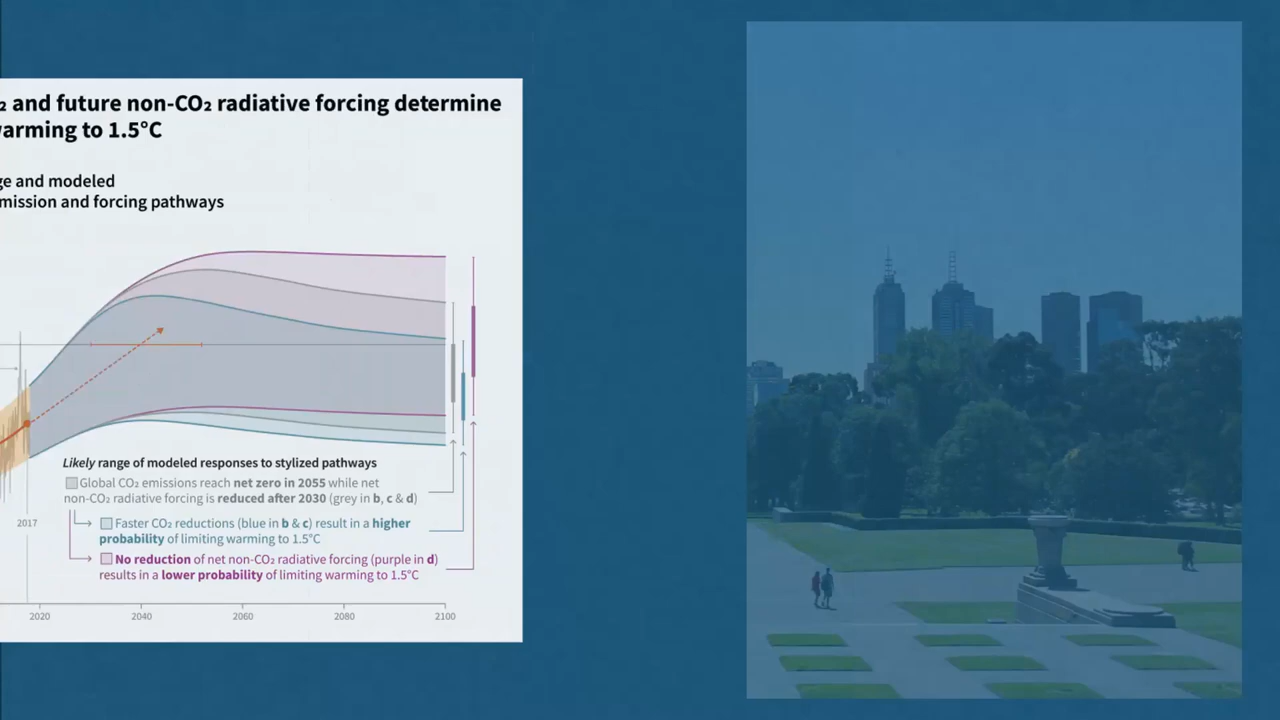 ₂ and future non-CO₂ radiative forcing determine
arming to 1.5°C
ge and modeled
mission and forcing pathways
Likely range of modeled responses to stylized pathways
Global CO₂ emissions reach net zero in 2055 while net
non-CO₂ radiative forcing is reduced after 2030 (grey in b, c & d)
2017
Faster CO₂ reductions (blue in b & c) result in a higher
probability of limiting warming to 1.5°C
No reduction of net non-CO₂ radiative forcing (purple in d)
results in a lower probability of limiting warming to 1.5°C
2020 2040 2060 2080 2100